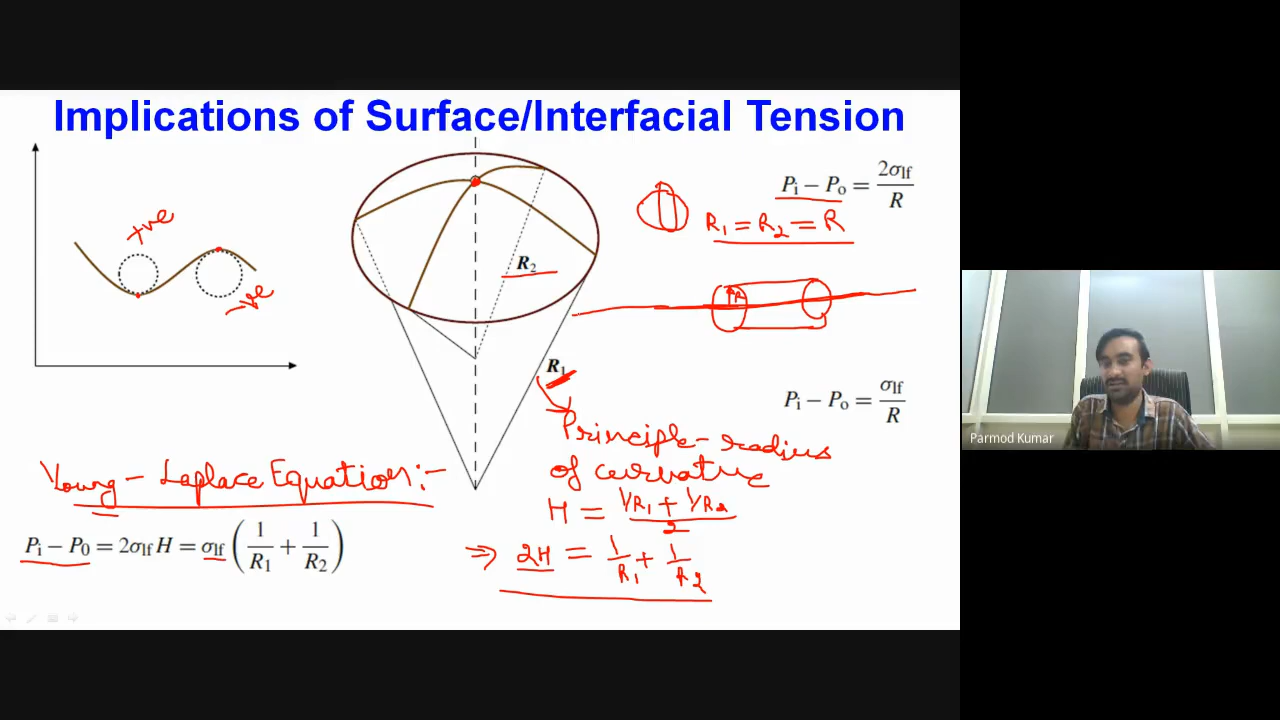 Implications of Surface/Interfacial Tension
+ve
-ve
R₂
R₁
Pᵢ − Pₒ = 2σlf / R
R₁ = R₂ = R
R
Pᵢ − Pₒ = σlf / R
Principle-radius
of curvature
H = (1/R₁ + 1/R₂) / 2
⇒ 2H = 1/R₁ + 1/R₂
Young - Laplace Equation:-
Pᵢ − P₀ = 2σlf H = σlf (1/R₁ + 1/R₂)
Parmod Kumar